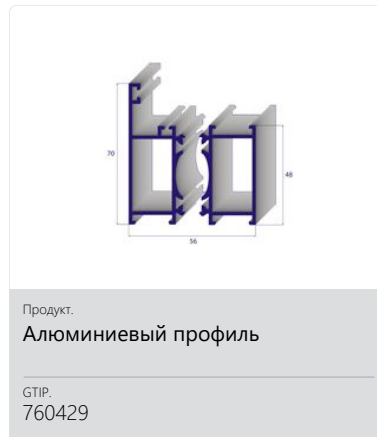 70
48
56
Продукт.
Алюминиевый профиль
GTIP.
760429